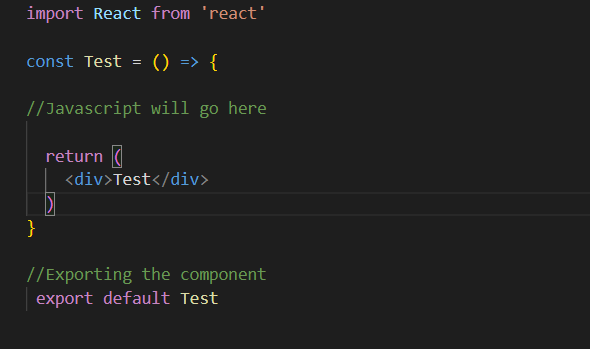 import React from 'react'
const Test = () => {
//Javascript will go here
return (
<div>Test</div>
)
}
//Exporting the component
export default Test